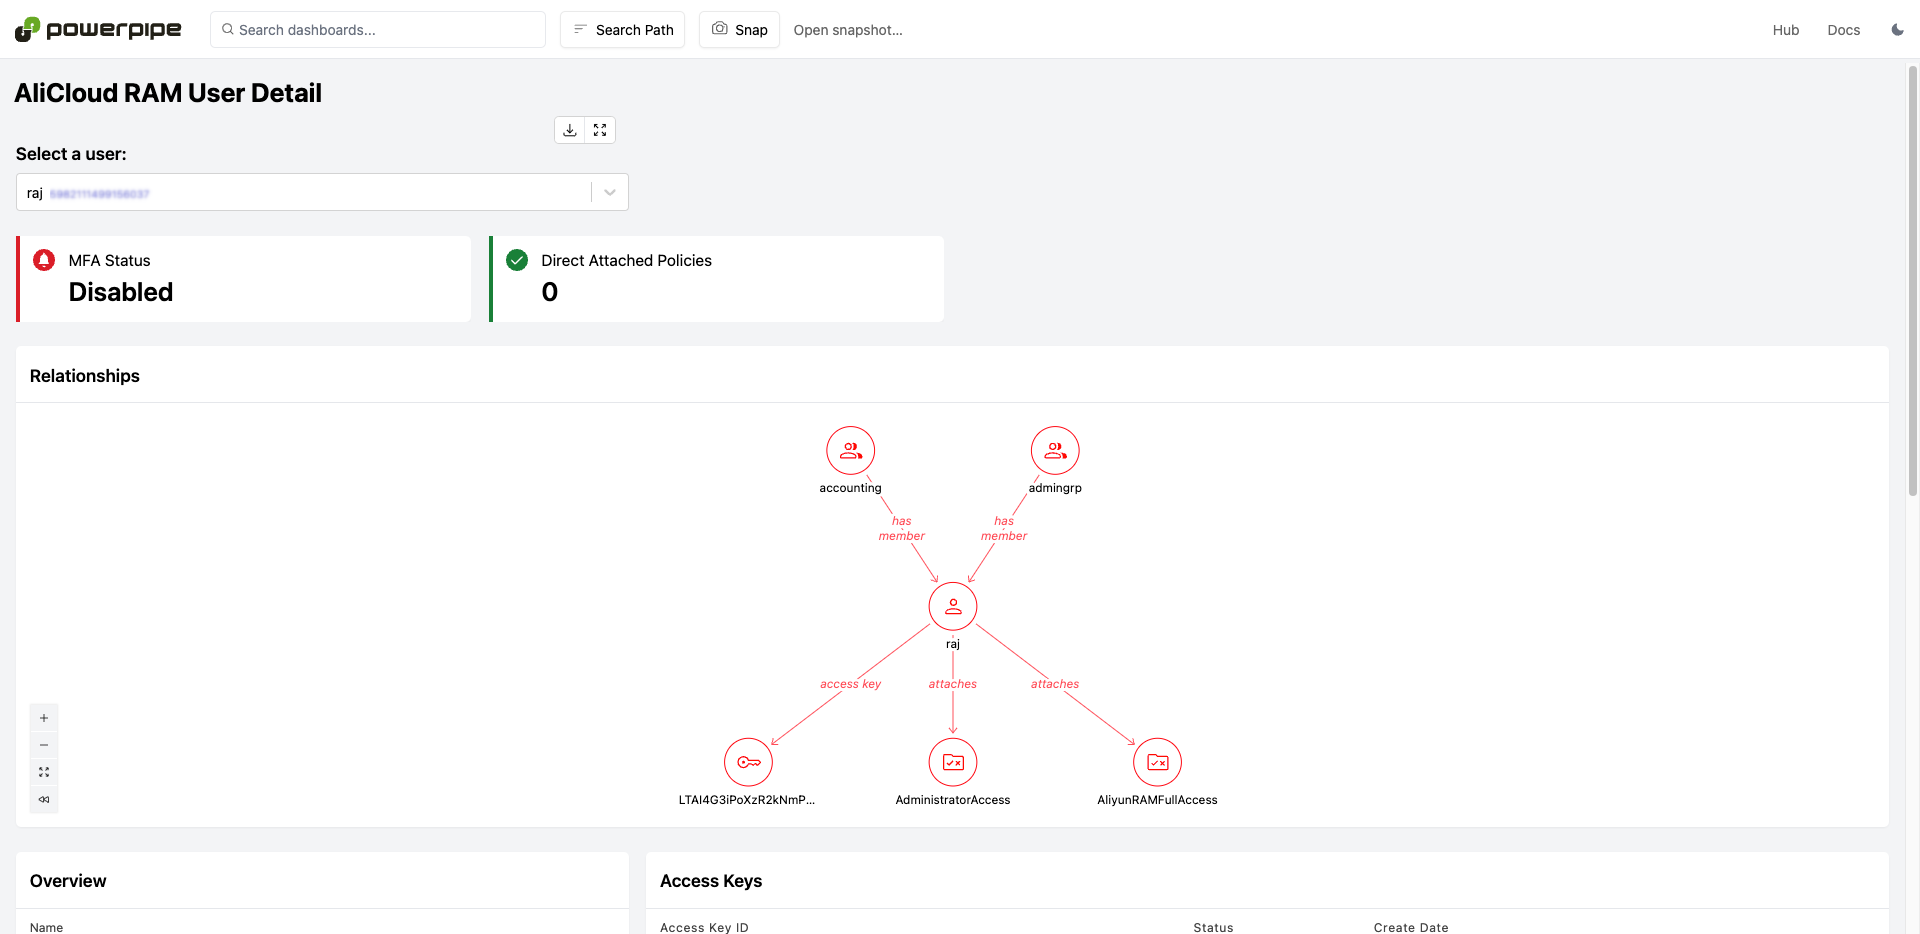 powerpipe
Search dashboards...
Search Path
Snap
Open snapshot...
Hub
Docs
AliCloud RAM User Detail
Select a user:
raj
MFA Status
Disabled
Direct Attached Policies
0
Relationships
accounting
admingrp
has
member
has
member
raj
access key
attaches
attaches
LTAI4G3iPoXzR2kNmP...
AdministratorAccess
AliyunRAMFullAccess
Overview
Access Keys
Name
Access Key ID
Status
Create Date